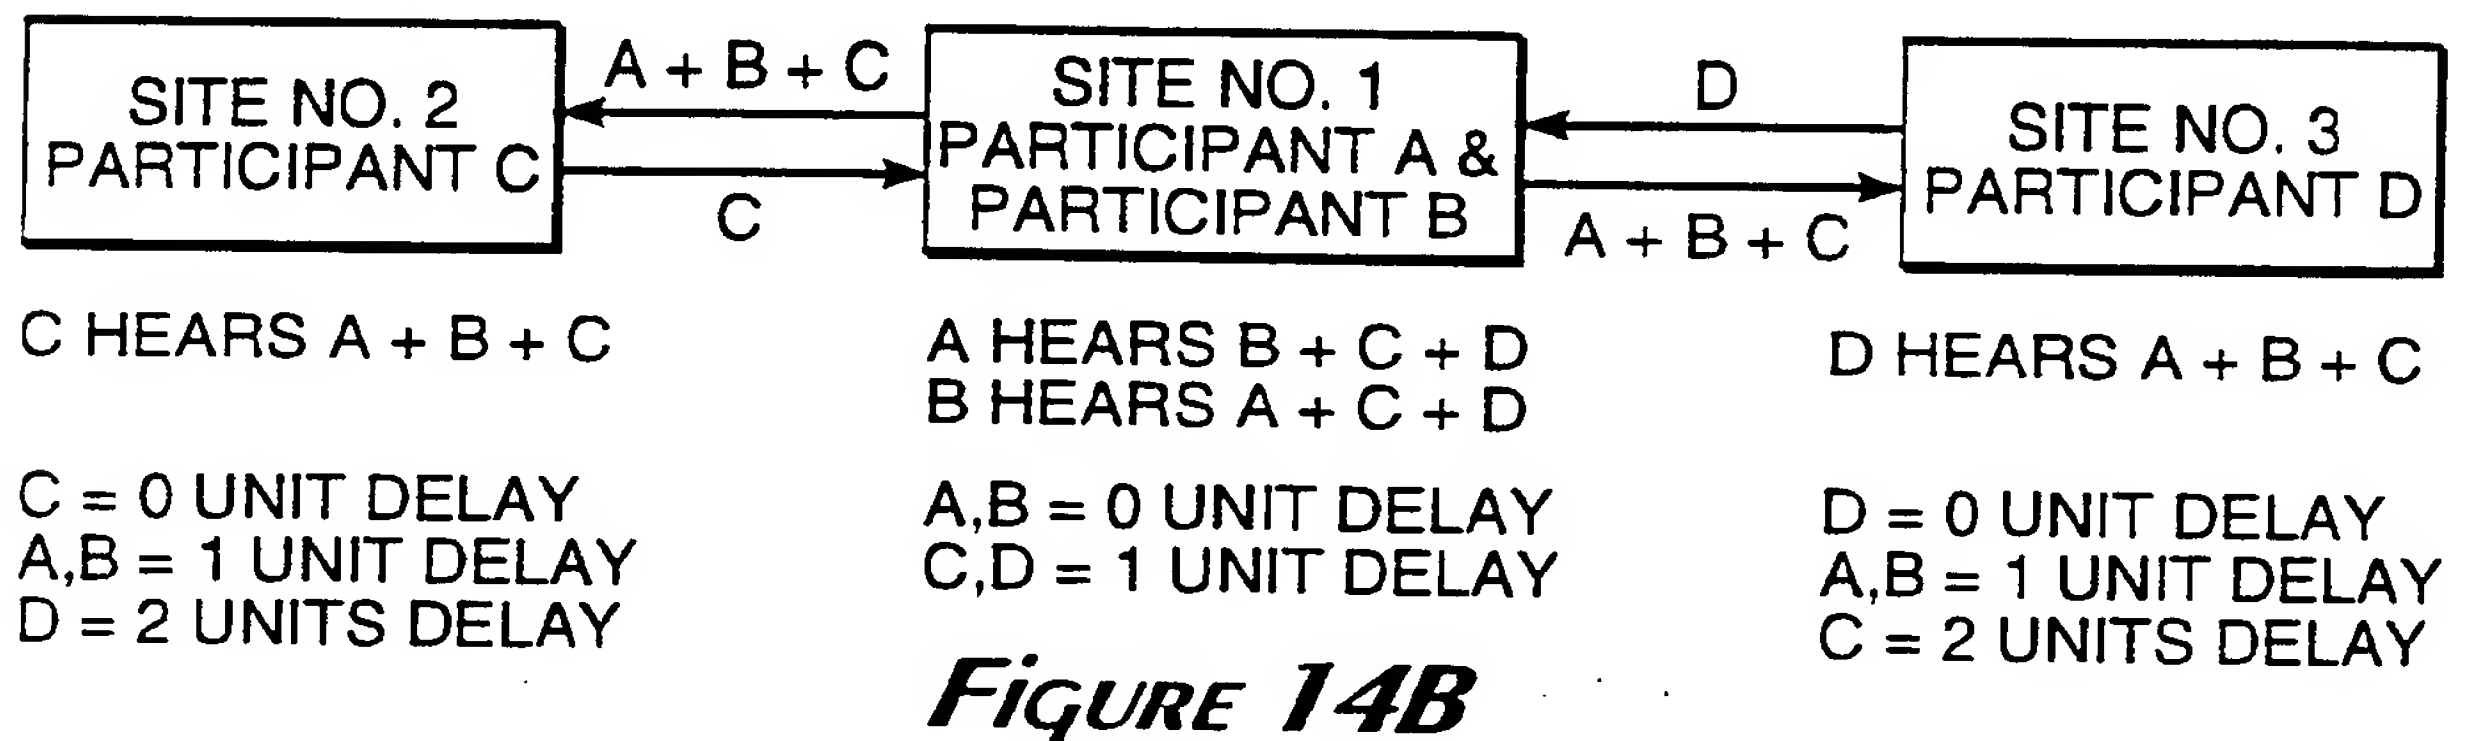 SITE NO. 2
PARTICIPANT C
A + B + C
C
SITE NO. 1
PARTICIPANT A &
PARTICIPANT B
D
A + B + C
SITE NO. 3
PARTICIPANT D
C HEARS A + B + C
A HEARS B + C + D
B HEARS A + C + D
D HEARS A + B + C
C = 0 UNIT DELAY
A,B = 1 UNIT DELAY
D = 2 UNITS DELAY
A,B = 0 UNIT DELAY
C,D = 1 UNIT DELAY
D = 0 UNIT DELAY
A,B = 1 UNIT DELAY
C = 2 UNITS DELAY
FIGURE 14B